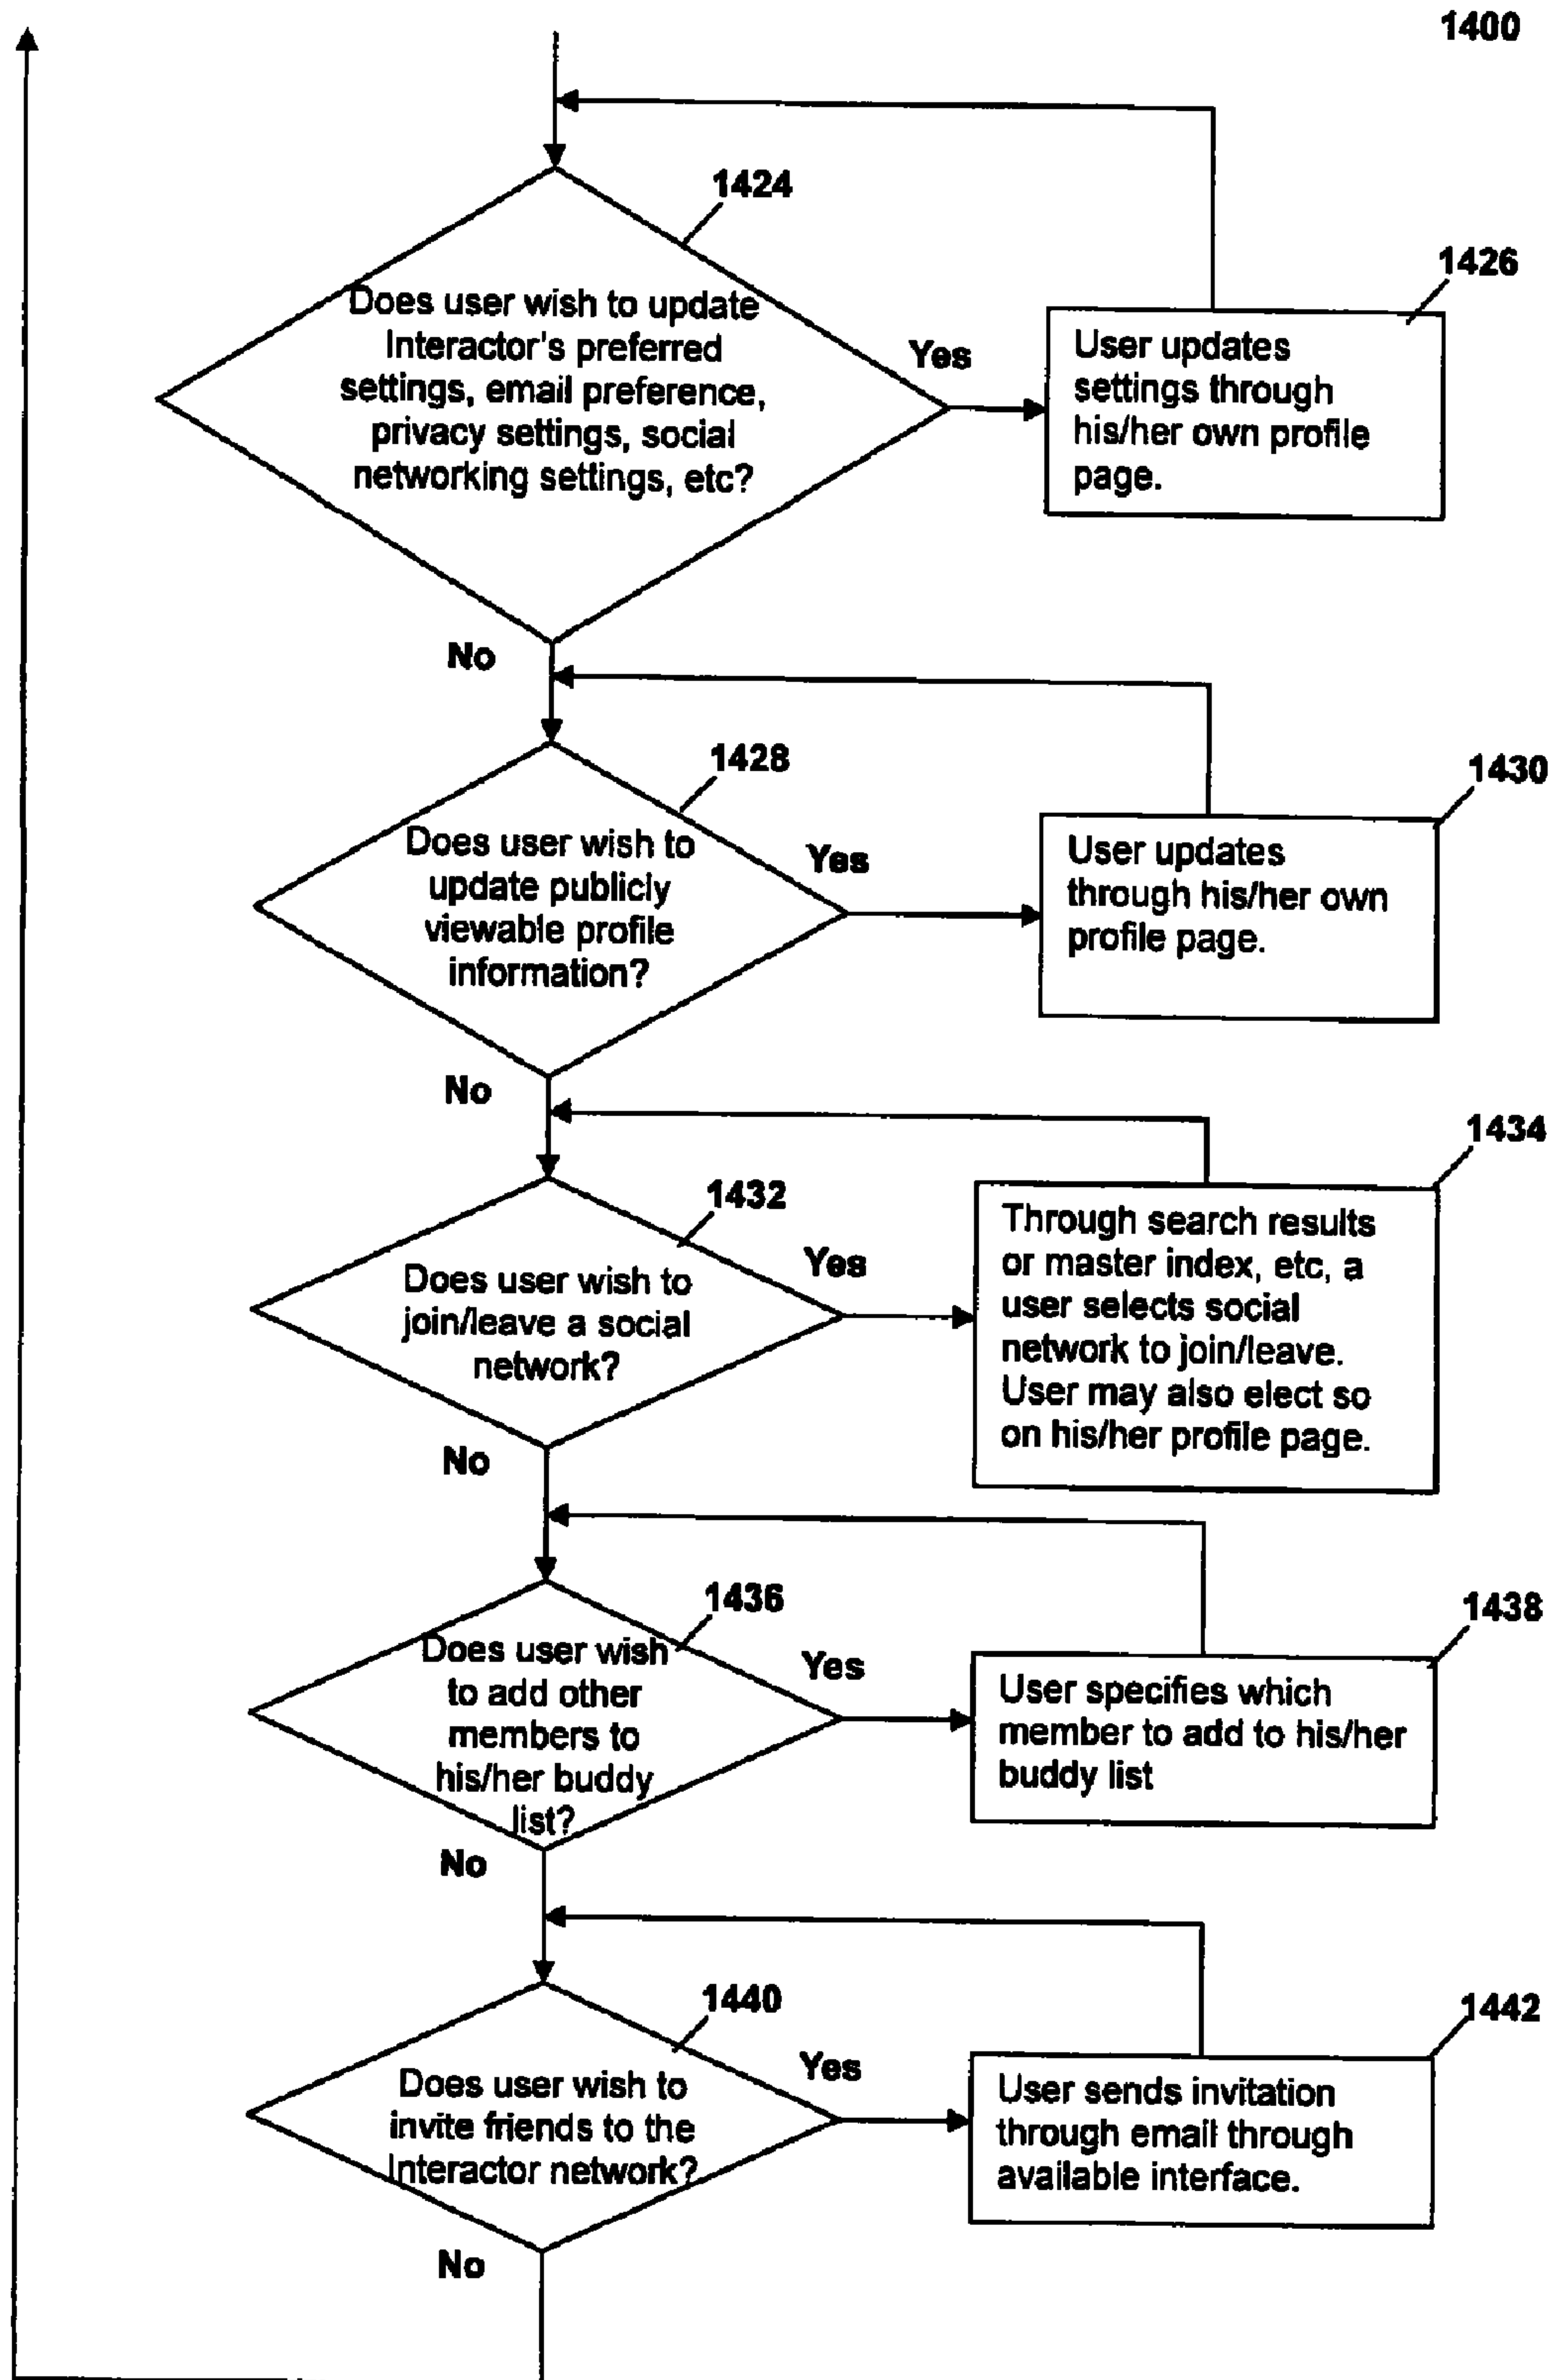 1400
1424
Does user wish to update
Interactor's preferred
settings, email preference,
privacy settings, social
networking settings, etc?
Yes
1426
User updates
settings through
his/her own profile
page.
No
1428
Does user wish to
update publicly
viewable profile
information?
Yes
1430
User updates
through his/her own
profile page.
No
1432
Does user wish to
join/leave a social
network?
Yes
1434
Through search results
or master index, etc, a
user selects social
network to join/leave.
User may also elect so
on his/her profile page.
No
1436
Does user wish
to add other
members to
his/her buddy
list?
Yes
1438
User specifies which
member to add to his/her
buddy list
No
1440
Does user wish to
invite friends to the
Interactor network?
Yes
1442
User sends invitation
through email through
available interface.
No